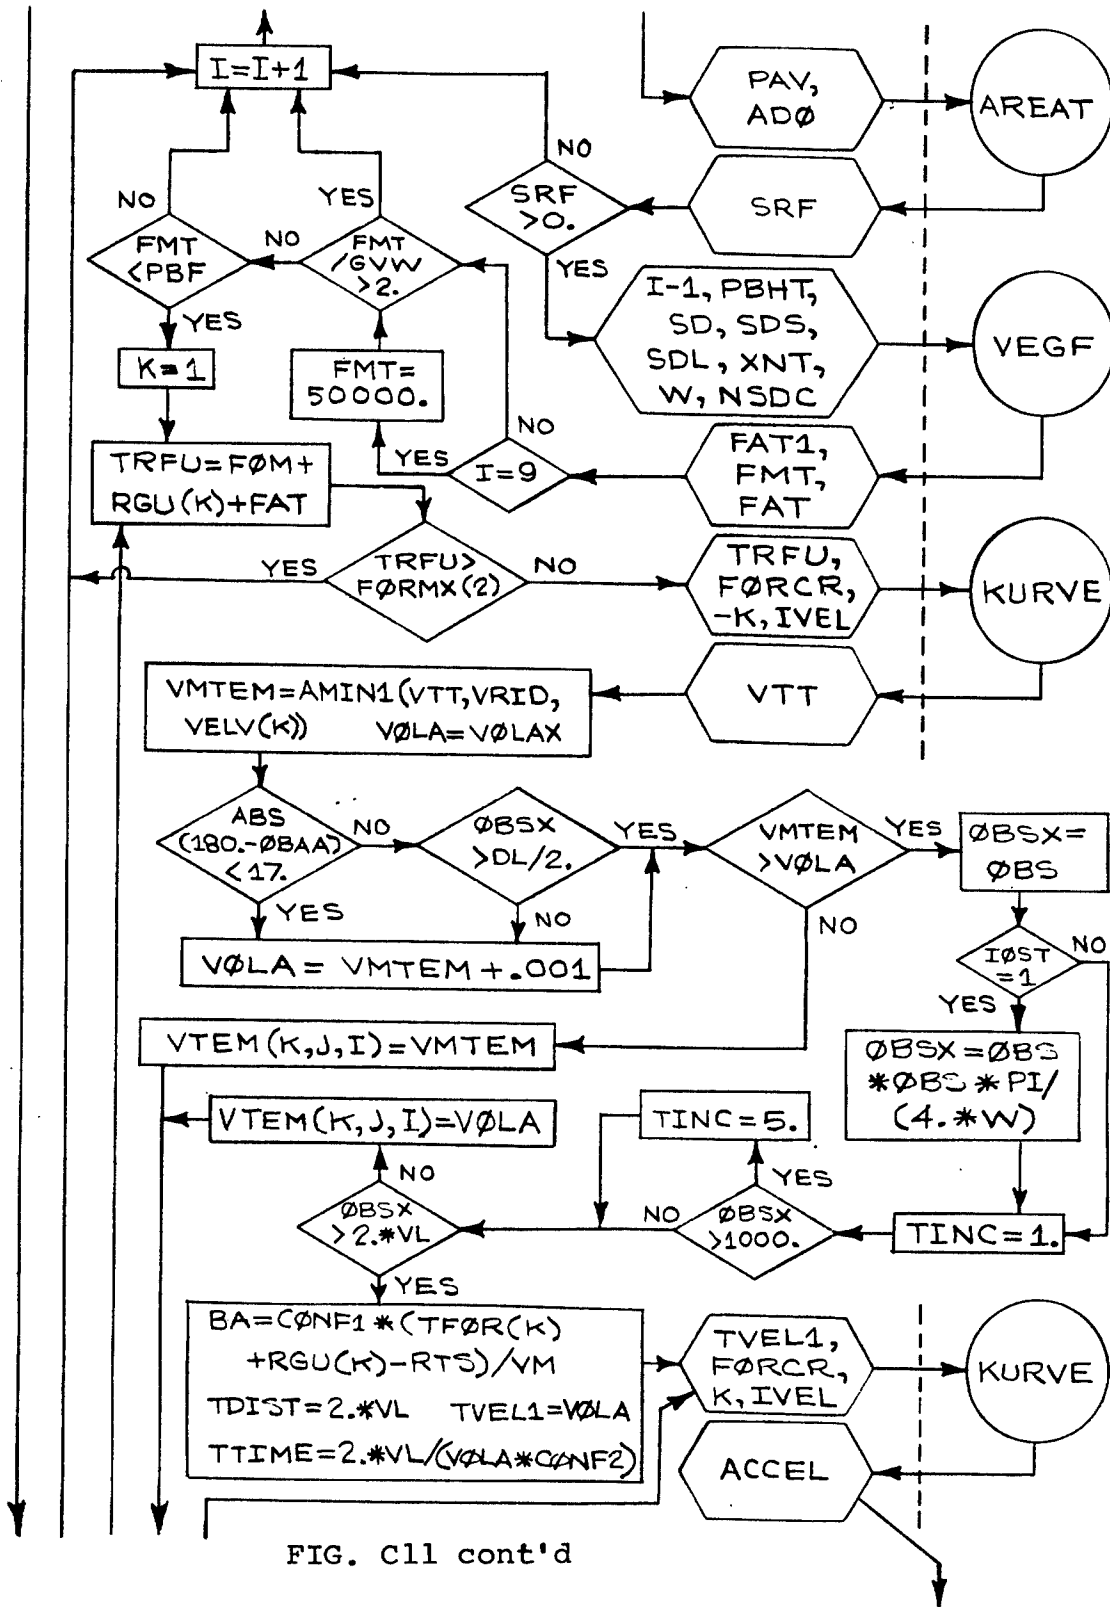 I=I+1
PAV,
ADØ
AREAT
NO
SRF
>0.
SRF
YES
NO
FMT
<PBF
YES
NO
FMT
/GVW
>2.
YES
I-1, PBHT,
SD, SDS,
SDL, XNT,
W, NSDC
VEGF
K=1
FMT=
50000.
NO
YES
I=9
FAT1,
FMT,
FAT
TRFU=FØM+
RGU(K)+FAT
YES
TRFU>
FØRMX(2)
NO
TRFU,
FØRCR,
-K, IVEL
KURVE
VMTEM=AMIN1(VTT,VRID,
VELV(K)) VØLA=VØLAX
VTT
ABS
(180.-ØBAA)
<17.
NO
ØBSX
>DL/2.
YES
VMTEM
>VØLA
YES
ØBSX=
ØBS
YES
NO
NO
VØLA= VMTEM+.001
IØST
=1
NO
YES
VTEM(K,J,I)=VMTEM
ØBSX=ØBS
*ØBS*PI/
(4.*W)
VTEM(K,J,I)=VØLA
TINC=5.
NO
YES
ØBSX
>2.*VL
NO
ØBSX
>1000.
TINC=1.
YES
BA=CØNF1*(TFØR(K)
+RGU(K)-RTS)/VM
TDIST=2.*VL TVEL1=VØLA
TTIME=2.*VL/(VØLA*CØNF2)
TVEL1,
FØRCR,
K, IVEL
KURVE
ACCEL
FIG. C11 cont'd